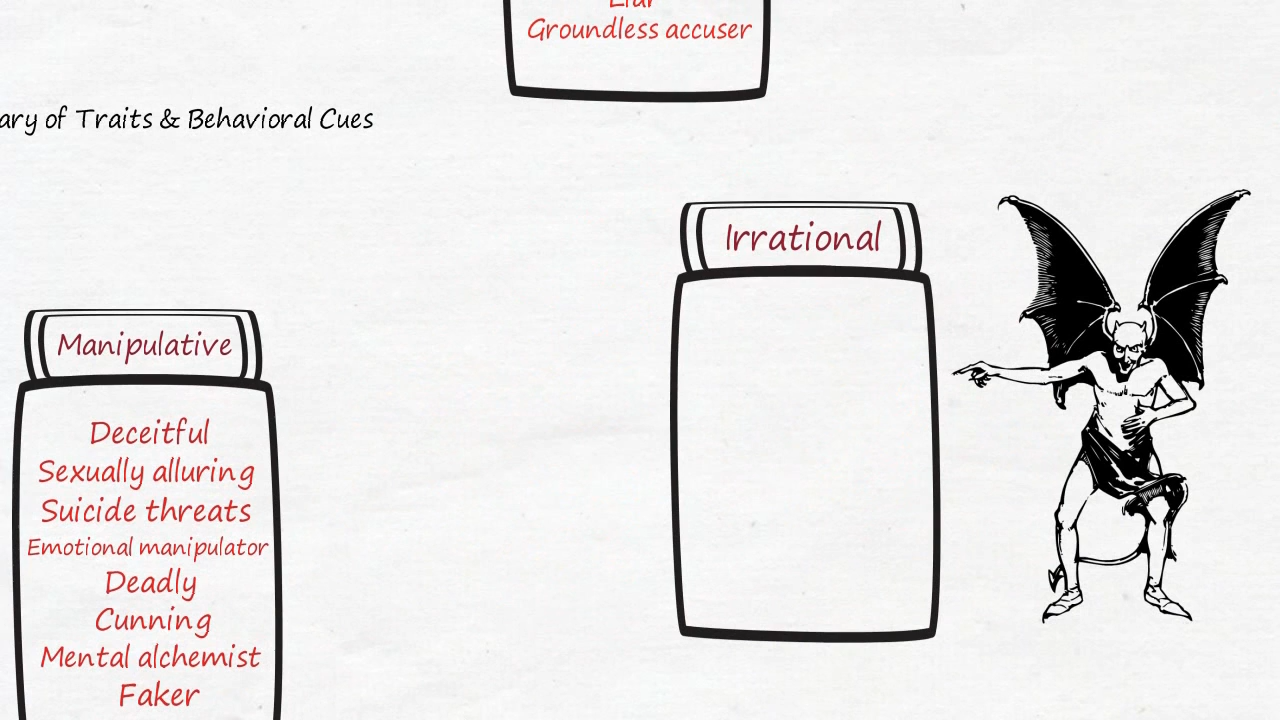 Groundless accuser
of Traits & Behavioral Cues
Irrational
Manipulative
Deceitful
Sexually alluring
Suicide threats
Emotional manipulator
Deadly
Cunning
Mental alchemist
Faker